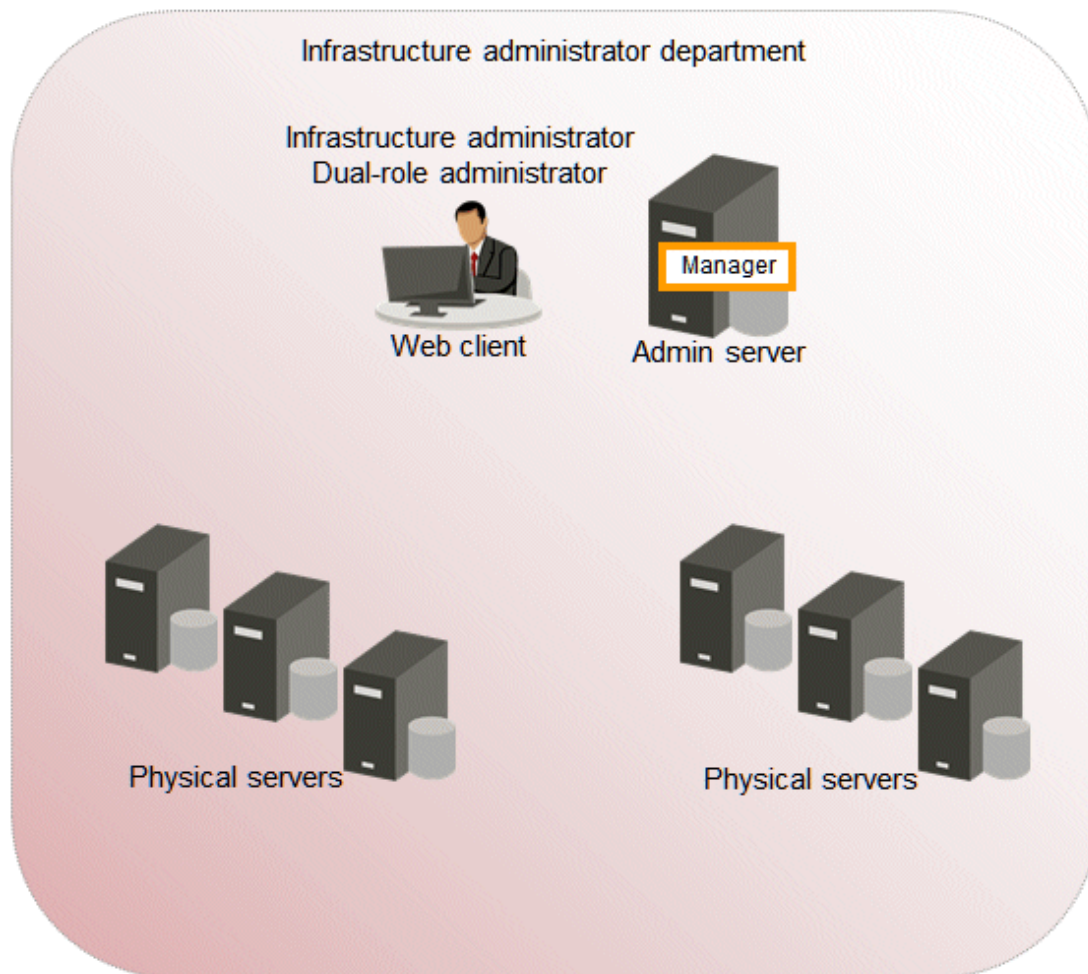 Infrastructure administrator department
Infrastructure administrator
Dual-role administrator
Manager
Web client
Admin server
Physical servers
Physical servers